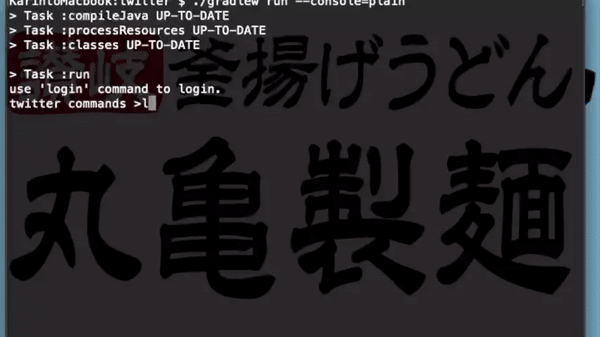 KarintoMacbook:twitter $ ./gradlew run --console=plain
> Task :compileJava UP-TO-DATE
> Task :processResources UP-TO-DATE
> Task :classes UP-TO-DATE
> Task :run
use 'login' command to login.
twitter commands >l
讃岐 釜揚げうどん
丸亀製麺